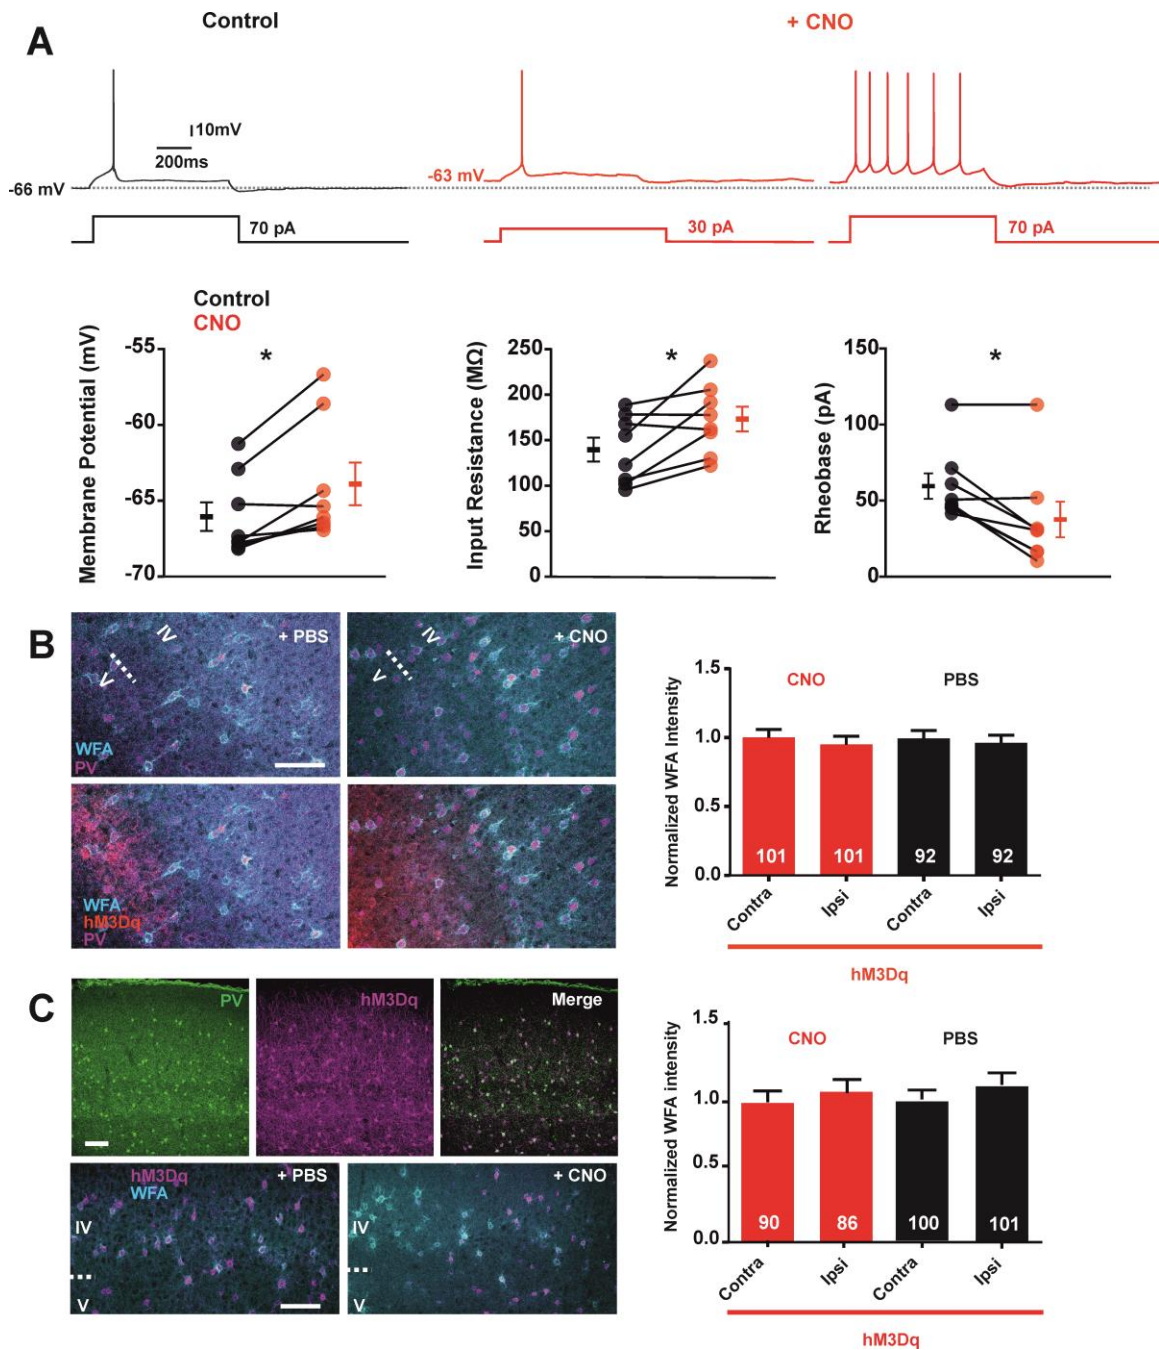 Control
+ CNO
A
10mV
200ms
-66 mV
-63 mV
70 pA
30 pA
70 pA
Control
CNO
Membrane Potential (mV)
-55
-60
-65
-70
*
Input Resistance (MΩ)
250
200
150
100
50
0
*
Rheobase (pA)
150
100
50
0
*
B
IV
V
+ PBS
WFA
PV
IV
V
+ CNO
WFA
hM3Dq
PV
Normalized WFA Intensity
1.5
1.0
0.5
0.0
CNO
PBS
101
101
92
92
Contra
Ipsi
Contra
Ipsi
hM3Dq
C
PV
hM3Dq
Merge
hM3Dq
WFA
+ PBS
IV
V
+ CNO
IV
V
Normalized WFA intensity
1.5
1.0
0.5
0.0
CNO
PBS
90
86
100
101
Contra
Ipsi
Contra
Ipsi
hM3Dq